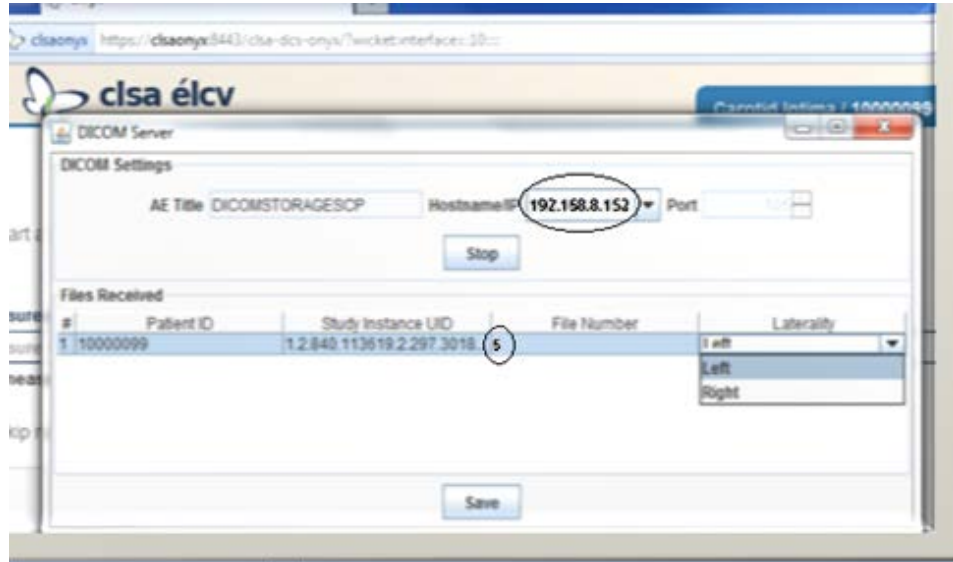 clsaonyx https://clsaonyx:8443/clsa-dcs-onyx/?wicket:interface=:10::::
clsa élcv
Carotid Intima / 10000099
DICOM Server
DICOM Settings
AE Title DICOMSTORAGESCP Hostname/IP 192.168.8.152 Port
Stop
Files Received
# Patient ID Study Instance UID File Number Laterality
1 10000099 1.2.840.113619.2.297.3018. 5 Left
Left
Right
Save